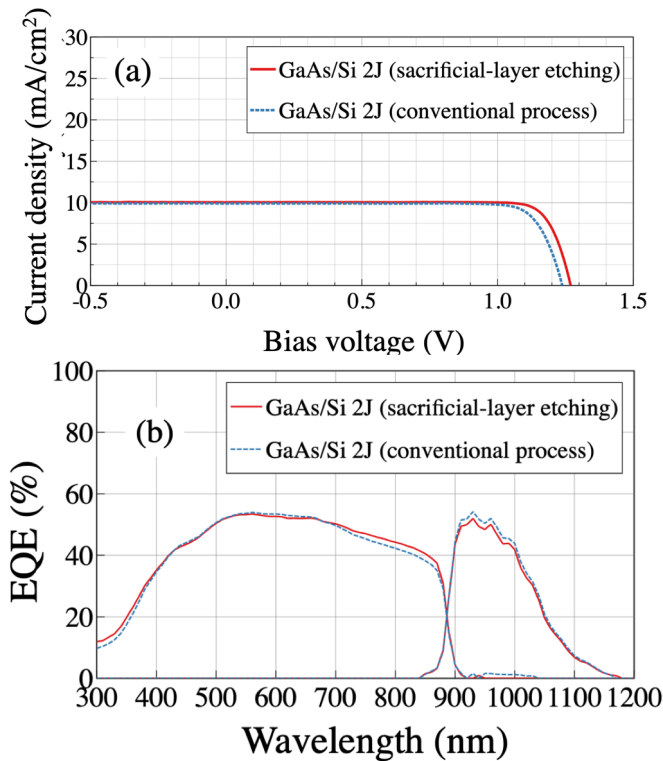 (a)
GaAs/Si 2J (sacrificial-layer etching)
GaAs/Si 2J (conventional process)
Current density (mA/cm²)
30
25
20
15
10
5
0
-0.5 0.0 0.5 1.0 1.5
Bias voltage (V)
(b)
GaAs/Si 2J (sacrificial-layer etching)
GaAs/Si 2J (conventional process)
EQE (%)
100
80
60
40
20
0
300 400 500 600 700 800 900 1000 1100 1200
Wavelength (nm)